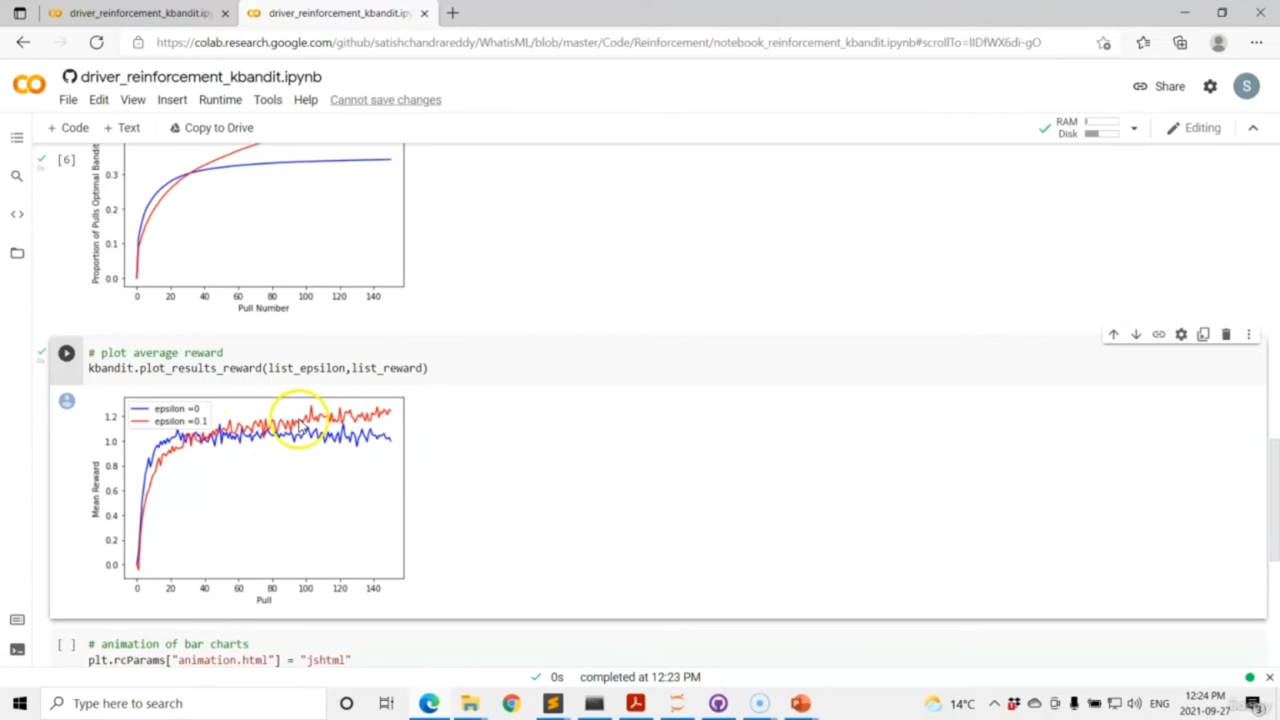 driver_reinforcement_kbandit.ipynb
driver_reinforcement_kbandit.ipynb
https://colab.research.google.com/github/satishchandrareddy/WhatisML/blob/master/Code/Reinforcement/notebook_reinforcement_kbandit.ipynb#scrollTo=IIDfWX6di-gO
driver_reinforcement_kbandit.ipynb
File Edit View Insert Runtime Tools Help Cannot save changes
Share
S
+ Code + Text Copy to Drive
RAM
Disk
Editing
[6]
Proportion of Pulls Optimal Bandit
0.3
0.2
0.1
0.0
0 20 40 60 80 100 120 140
Pull Number
# plot average reward
kbandit.plot_results_reward(list_epsilon,list_reward)
epsilon =0
epsilon =0.1
Mean Reward
1.2
1.0
0.8
0.6
0.4
0.2
0.0
0 20 40 60 80 100 120 140
Pull
[ ] # animation of bar charts
plt.rcParams["animation.html"] = "jshtml"
0s completed at 12:23 PM
Type here to search
14°C
ENG
12:24 PM
2021-09-27